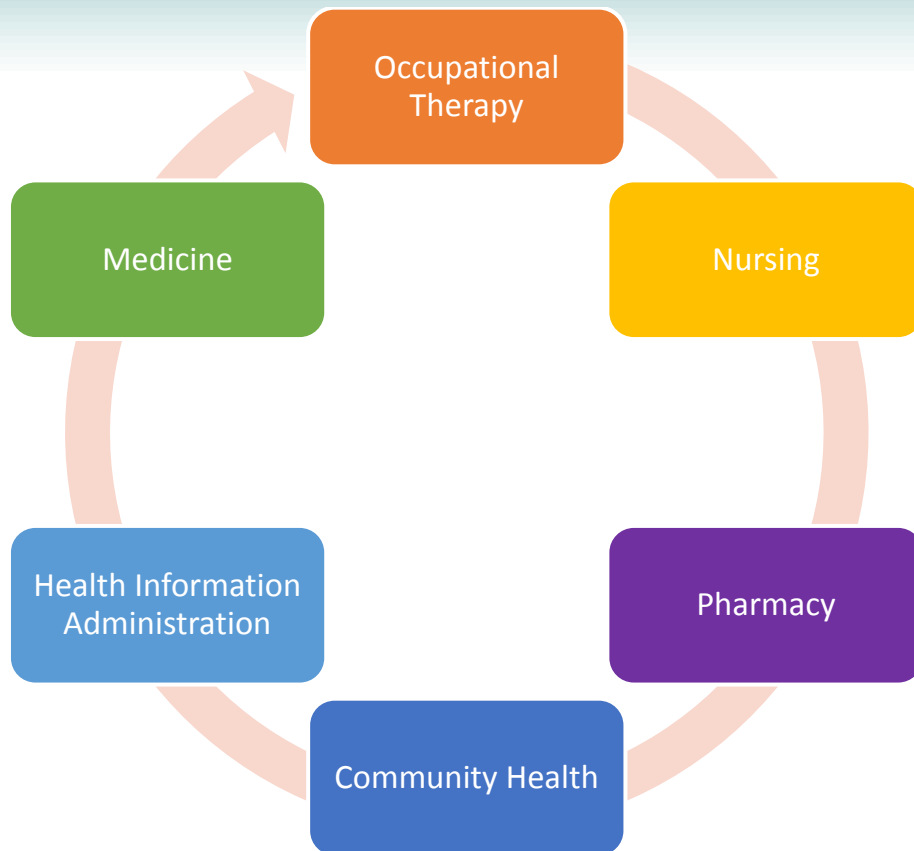 Occupational
Therapy
Nursing
Pharmacy
Community Health
Health Information
Administration
Medicine